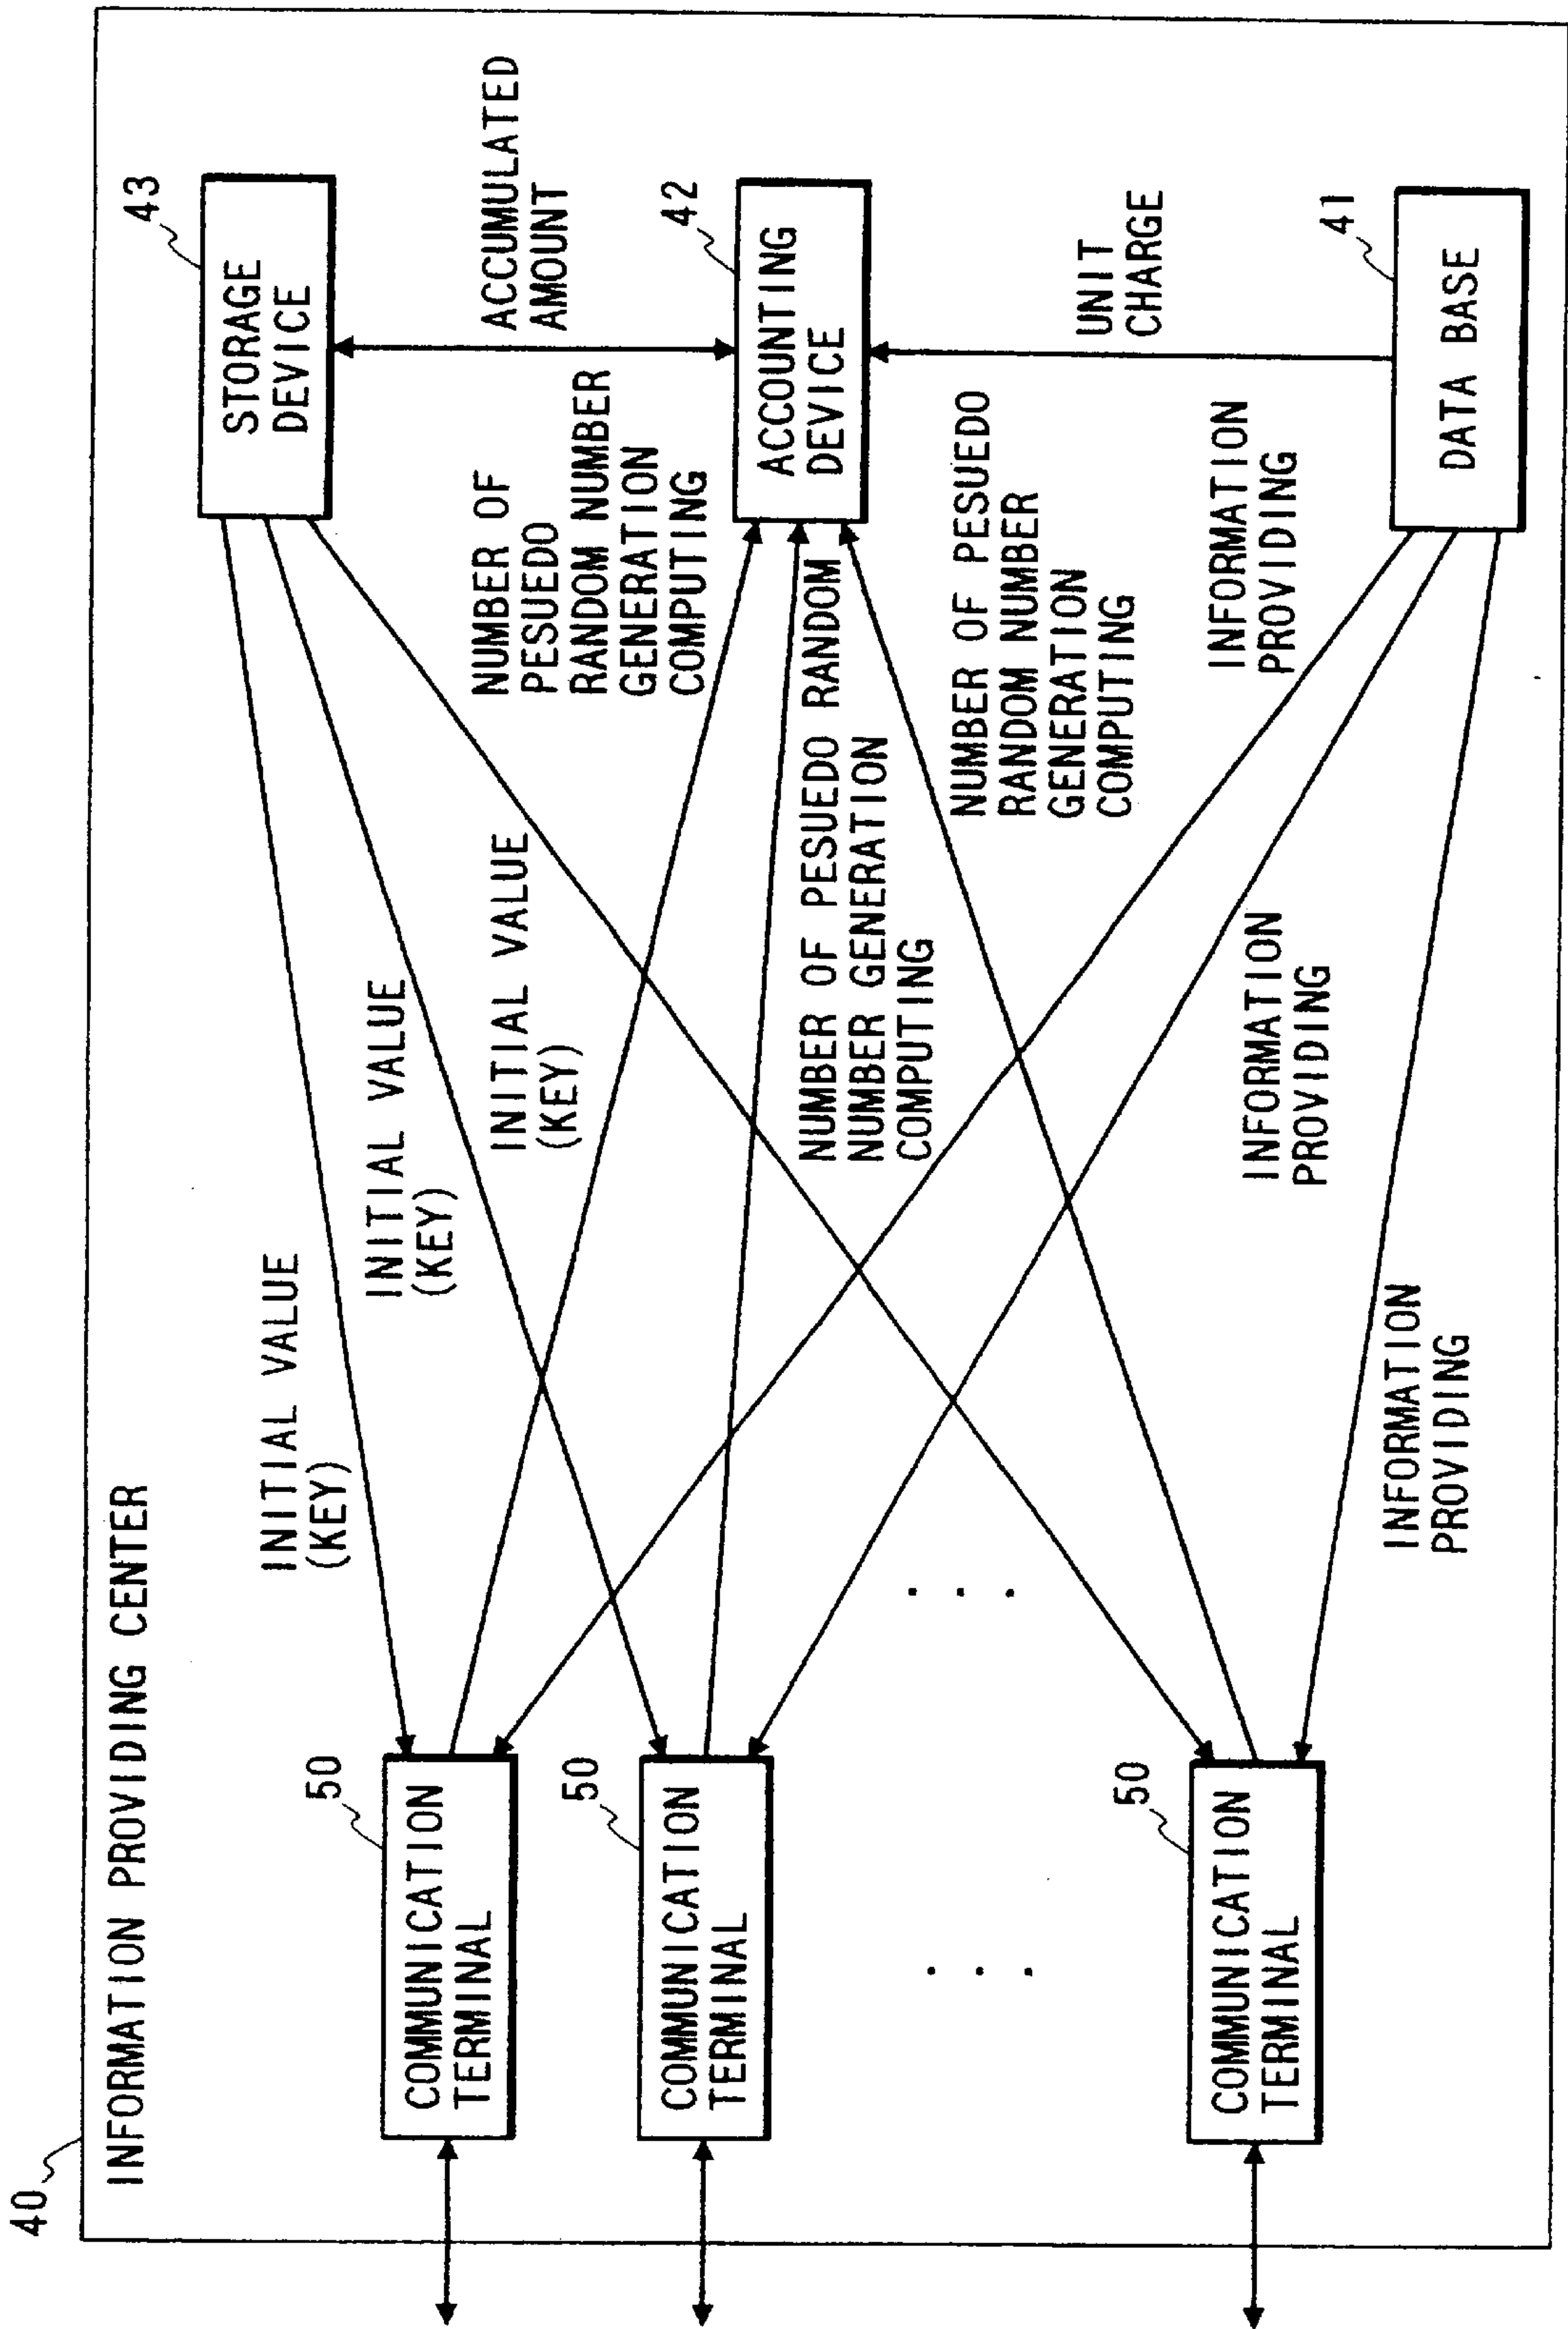 40
INFORMATION PROVIDING CENTER
43
STORAGE
DEVICE
ACCUMULATED
AMOUNT
42
ACCOUNTING
DEVICE
UNIT
CHARGE
41
DATA BASE
INITIAL VALUE
(KEY)
INITIAL VALUE
(KEY)
INITIAL VALUE
(KEY)
NUMBER OF
PESUEDO
RANDOM NUMBER
GENERATION
COMPUTING
NUMBER OF PESUEDO RANDOM
NUMBER GENERATION
COMPUTING
NUMBER OF PESUEDO
RANDOM NUMBER
GENERATION
COMPUTING
INFORMATION
PROVIDING
INFORMATION
PROVIDING
INFORMATION
PROVIDING
50
COMMUNICATION
TERMINAL
50
COMMUNICATION
TERMINAL
. . .
. . .
50
COMMUNICATION
TERMINAL